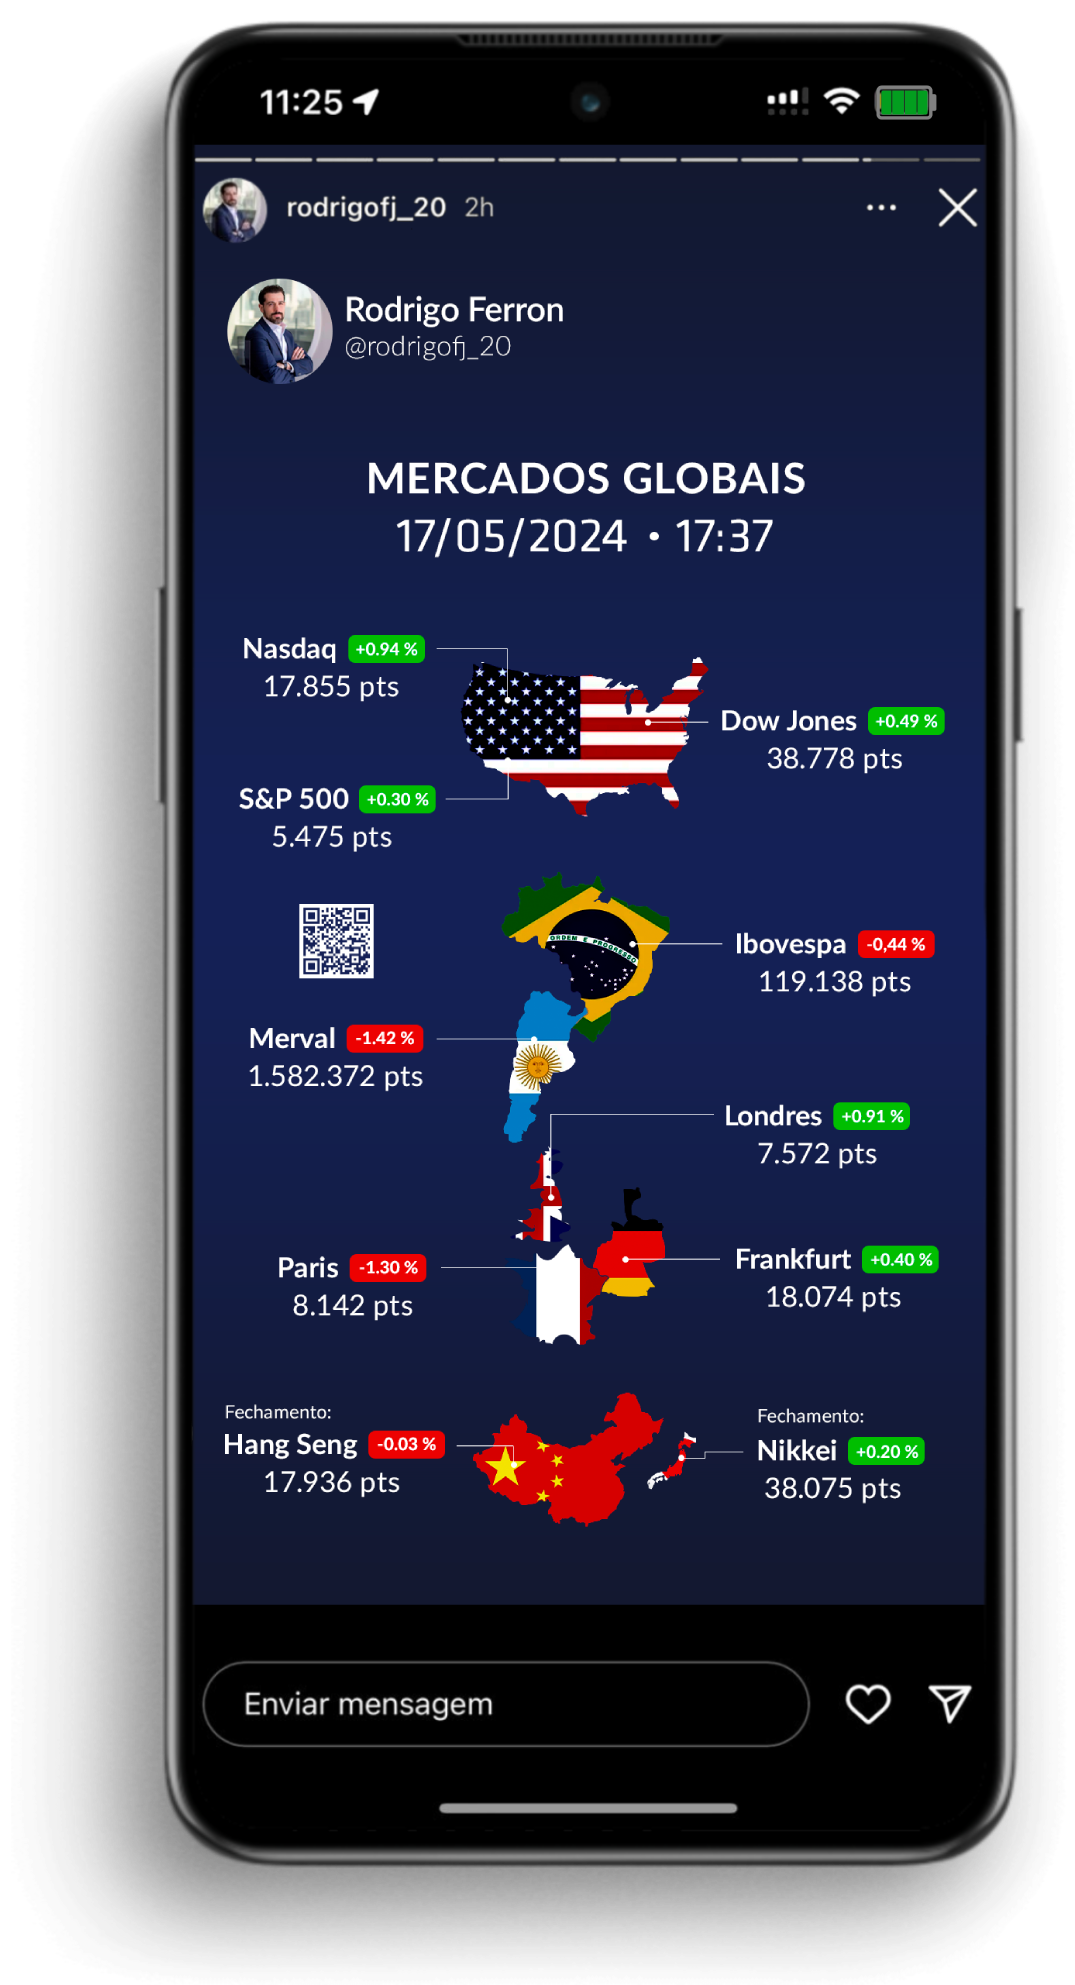 11:25
rodrigofj_20 2h
Rodrigo Ferron
@rodrigofj_20
MERCADOS GLOBAIS
17/05/2024 • 17:37
Nasdaq +0.94 %
17.855 pts
Dow Jones +0.49 %
38.778 pts
S&P 500 +0.30 %
5.475 pts
ORDEM E PROGRESSO
Ibovespa -0,44 %
119.138 pts
Merval -1.42 %
1.582.372 pts
Londres +0.91 %
7.572 pts
Paris -1.30 %
8.142 pts
Frankfurt +0.40 %
18.074 pts
Fechamento:
Hang Seng -0.03 %
17.936 pts
Fechamento:
Nikkei +0.20 %
38.075 pts
Enviar mensagem